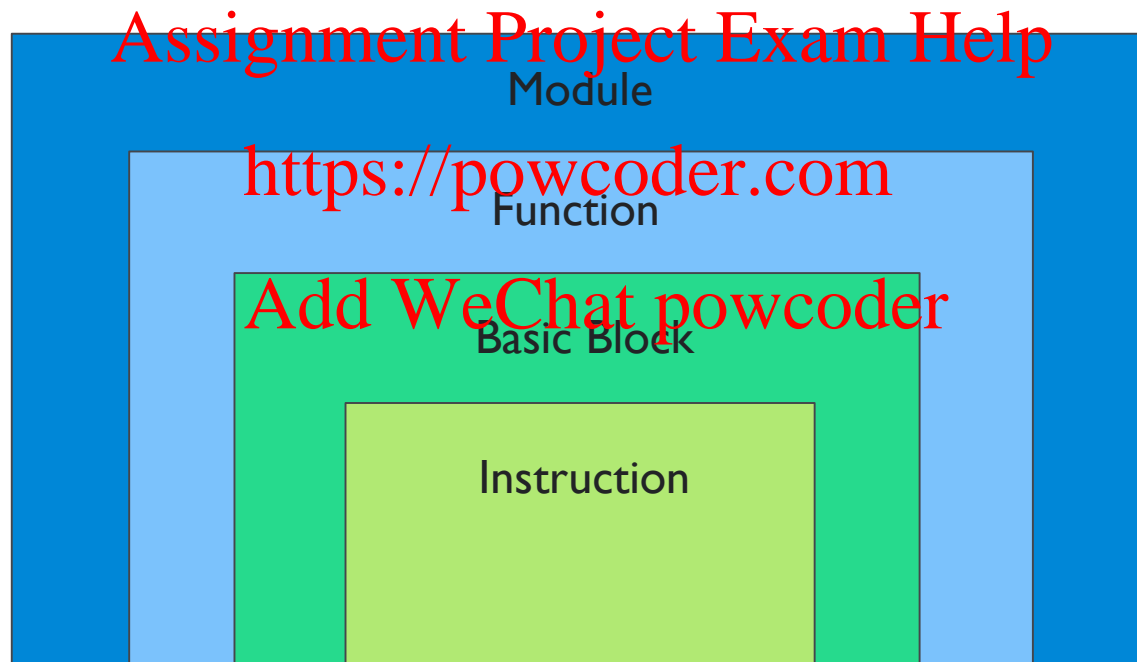 Assignment Project Exam Help
Module
https://powcoder.com
Function
Add WeChat powcoder
Basic Block
Instruction